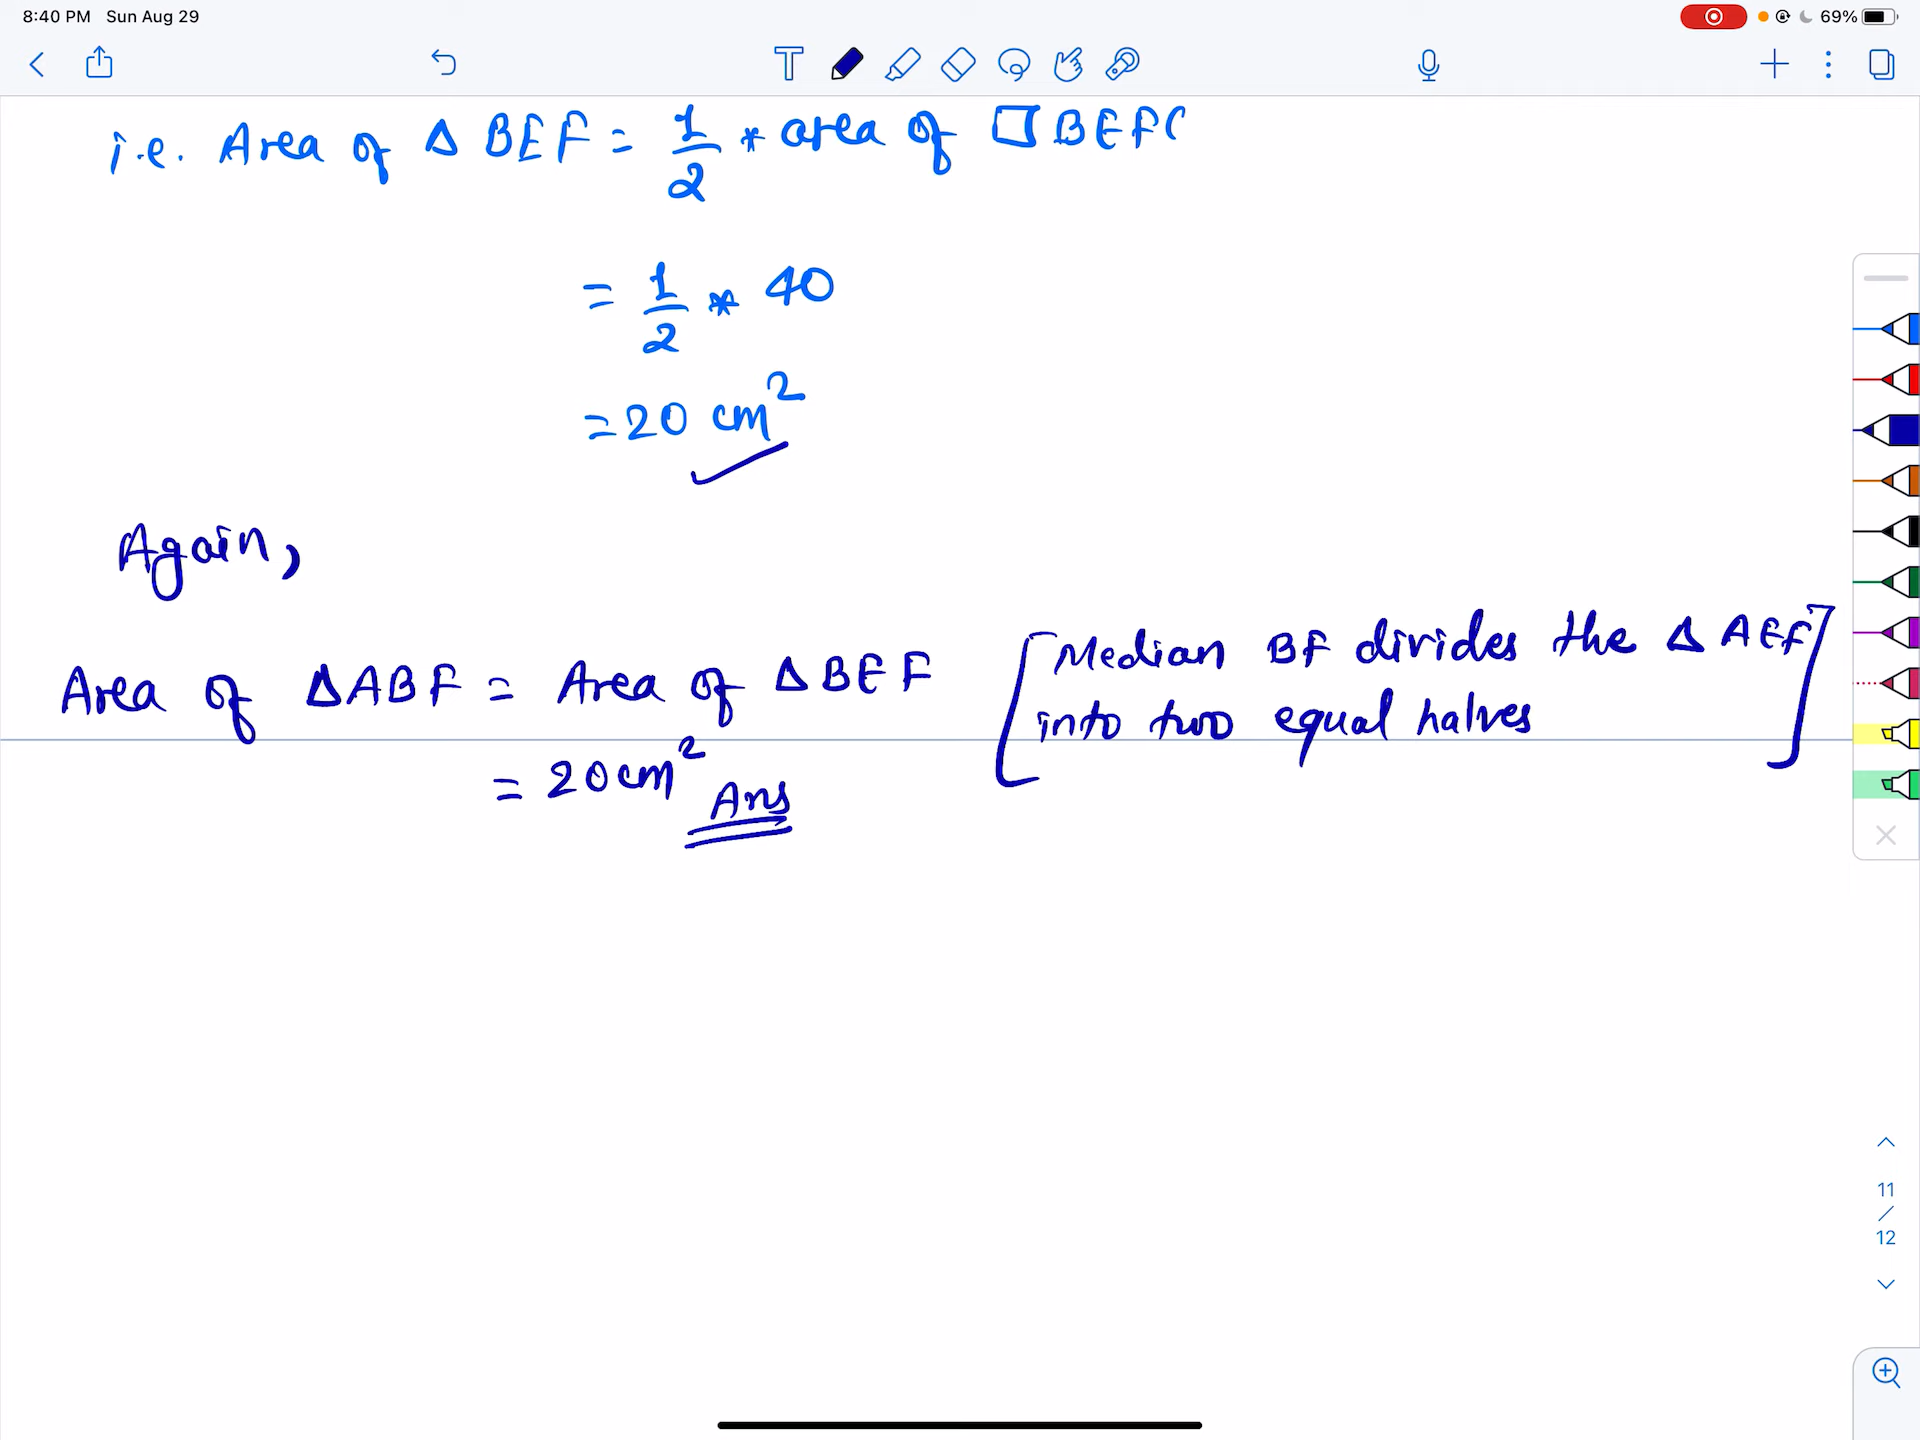 8:40 PM Sun Aug 29
69%
i.e. Area of Δ BEF = 1/2 * area of □ BEFC
= 1/2 * 40
= 20 cm²
Again,
Area of ΔABF = Area of ΔBEF [Median BF divides the Δ AEF
into two equal halves]
= 20 cm² Ans
11
/
12